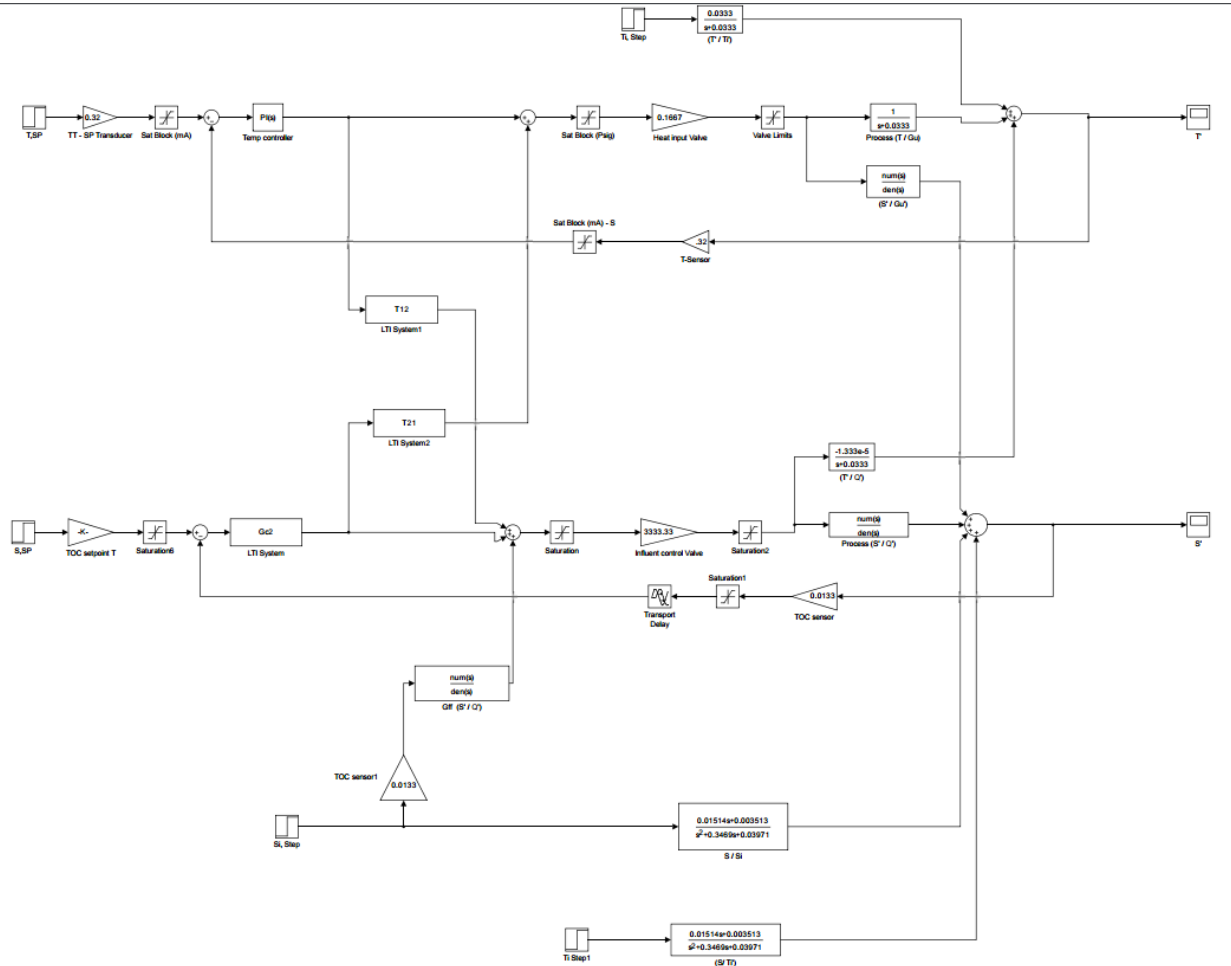 Ti, Step
0.0333
s+0.0333
(T' / Ti')
T,SP
0.32
TT - SP Transducer
Sat Block (mA)
+
-
PI(s)
Temp controller
+
+
Sat Block (Psig)
0.1667
Heat input Valve
Valve Limits
1
s+0.0333
Process (T / Gu)
+
+
+
T'
num(s)
den(s)
(S' / Gu')
Sat Block (mA) - S
.32
T-Sensor
T12
LTI System1
T21
LTI System2
-1.333e-5
s+0.0333
(T' / Q')
S,SP
-K-
TOC setpoint T
Saturation6
+
-
Gc2
LTI System
+
+
+
Saturation
3333.33
Influent control Valve
Saturation2
num(s)
den(s)
Process (S' / Q')
+
+
+
+
S'
Transport
Delay
Saturation1
0.0133
TOC sensor
num(s)
den(s)
Gff (S' / Q')
TOC sensor1
0.0133
Si, Step
0.01514s+0.003513
s²+0.3469s+0.03971
S / Si
Ti Step1
0.01514s+0.003513
s²+0.3469s+0.03971
(S/ Ti')